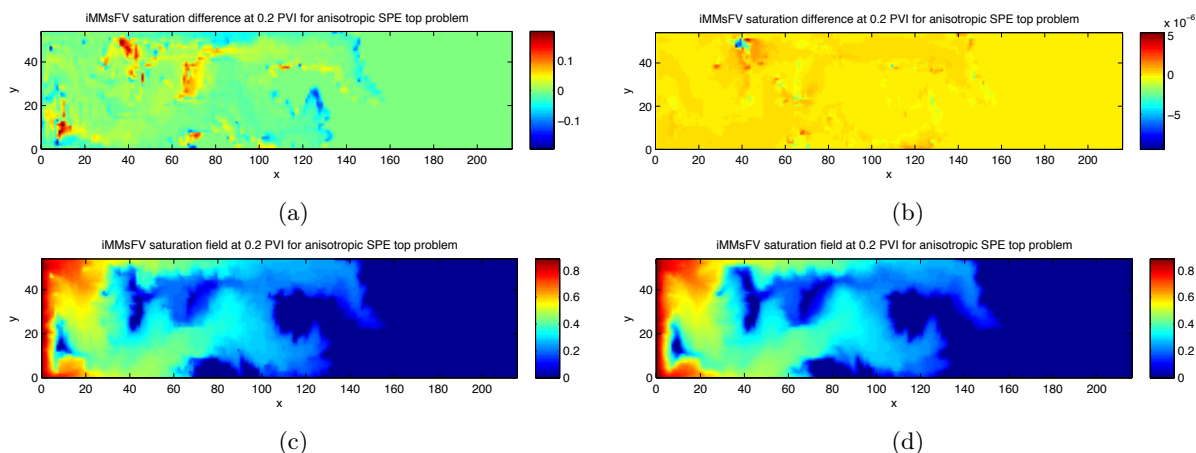 iMMsFV saturation difference at 0.2 PVI for anisotropic SPE top problem
y
40
20
0
0 20 40 60 80 100 120 140 160 180 200
x
0.1
0
−0.1
(a)
iMMsFV saturation difference at 0.2 PVI for anisotropic SPE top problem
y
40
20
0
0 20 40 60 80 100 120 140 160 180 200
x
x 10⁻⁶
5
0
−5
(b)
iMMsFV saturation field at 0.2 PVI for anisotropic SPE top problem
y
40
20
0
0 20 40 60 80 100 120 140 160 180 200
x
0.8
0.6
0.4
0.2
0
(c)
iMMsFV saturation field at 0.2 PVI for anisotropic SPE top problem
y
40
20
0
0 20 40 60 80 100 120 140 160 180 200
x
0.8
0.6
0.4
0.2
0
(d)